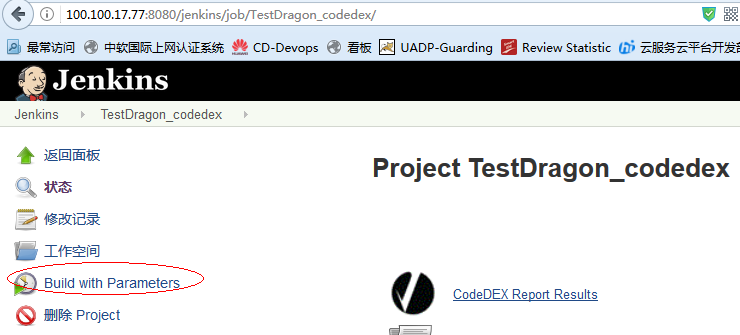 100.100.17.77:8080/jenkins/job/TestDragon_codedex/
最常访问 中软国际上网认证系统 CD-Devops 看板 UADP-Guarding Review Statistic 云服务云平台开发部
Jenkins
Jenkins TestDragon_codedex
返回面板
状态
修改记录
工作空间
Build with Parameters
删除 Project
Project TestDragon_codedex
CodeDEX Report Results